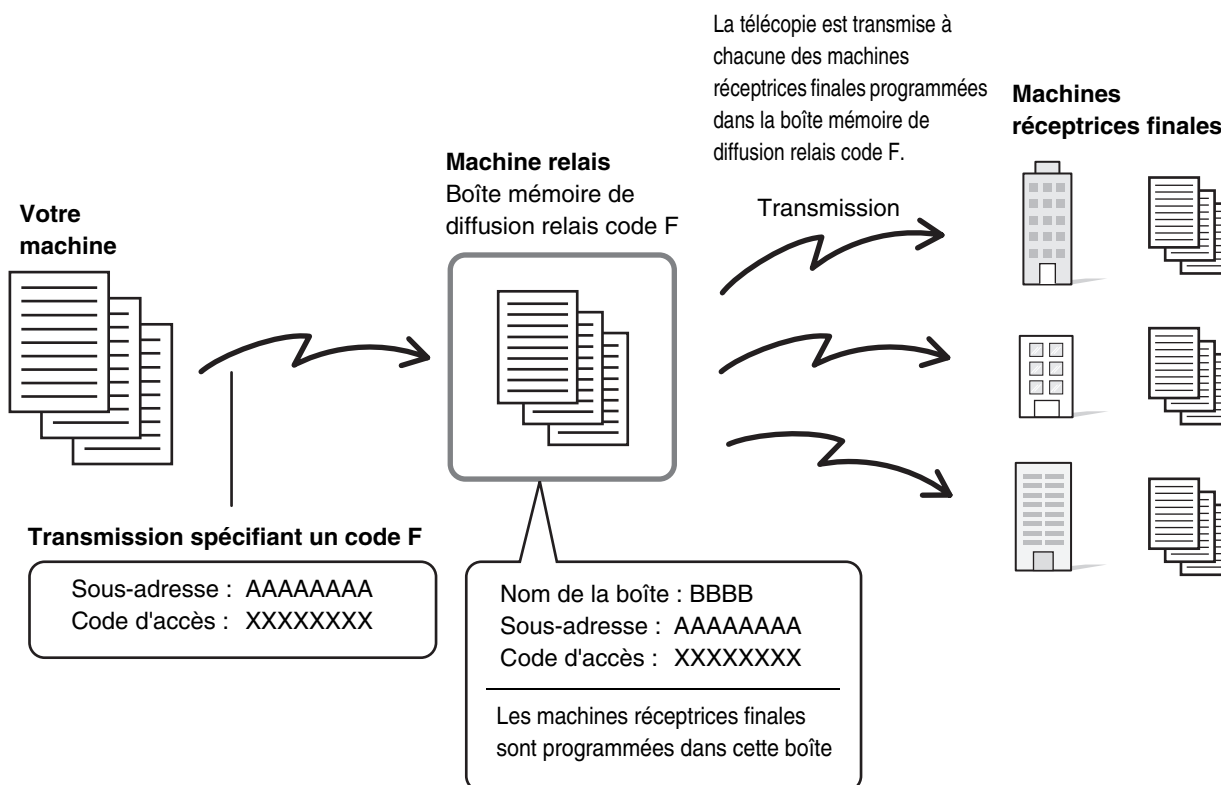 La télécopie est transmise à
chacune des machines
réceptrices finales programmées
dans la boîte mémoire de
diffusion relais code F.
Machines
réceptrices finales
Machine relais
Boîte mémoire de
diffusion relais code F
Transmission
Votre
machine
Transmission spécifiant un code F
Sous-adresse : AAAAAAAA
Code d'accès : XXXXXXXX
Nom de la boîte : BBBB
Sous-adresse : AAAAAAAA
Code d'accès : XXXXXXXX
Les machines réceptrices finales
sont programmées dans cette boîte